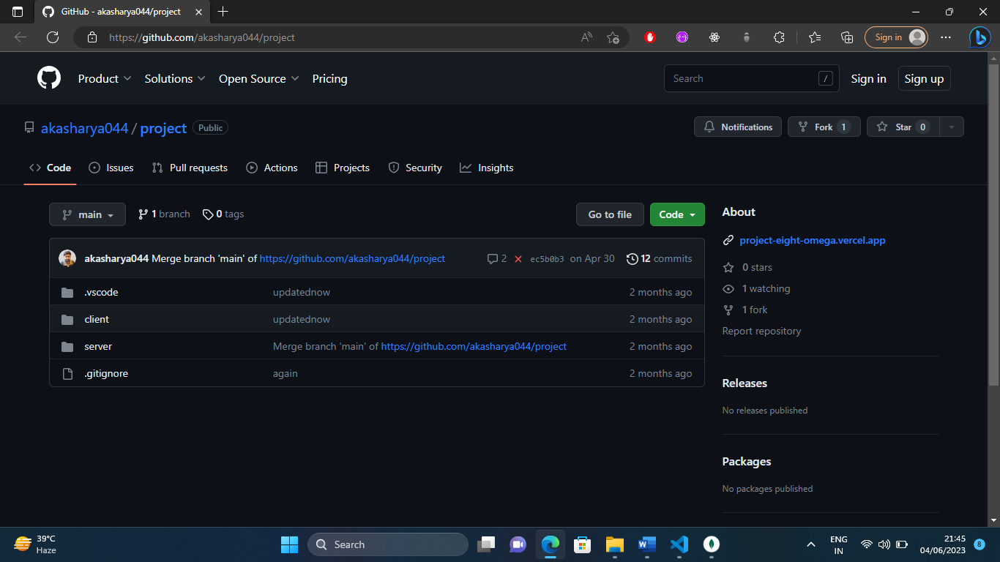 GitHub - akasharya044/project
https://github.com/akasharya044/project
Sign in
Product Solutions Open Source Pricing
Search /
Sign in Sign up
akasharya044 / project Public
Notifications Fork 1 Star 0
Code Issues Pull requests Actions Projects Security Insights
main 1 branch 0 tags
Go to file Code
akasharya044 Merge branch 'main' of https://github.com/akasharya044/project 2 ec5b0b3 on Apr 30 12 commits
.vscode updatednow 2 months ago
client updatednow 2 months ago
server Merge branch 'main' of https://github.com/akasharya044/project 2 months ago
.gitignore again 2 months ago
About
project-eight-omega.vercel.app
0 stars
1 watching
1 fork
Report repository
Releases
No releases published
Packages
No packages published
39°C
Haze
Search
ENG
IN
21:45
04/06/2023
8